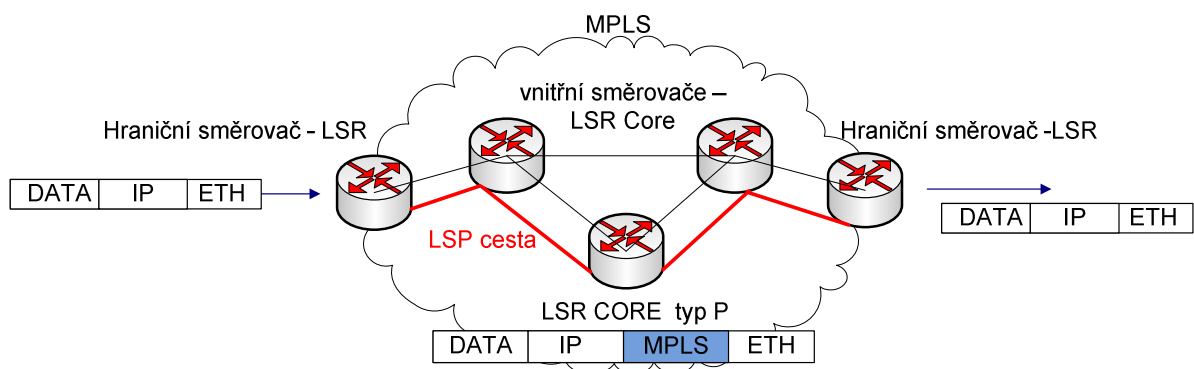 MPLS
vnitřní směrovače –
LSR Core
Hraniční směrovač - LSR
Hraniční směrovač -LSR
DATA IP ETH
DATA IP ETH
LSP cesta
LSR CORE typ P
DATA IP MPLS ETH